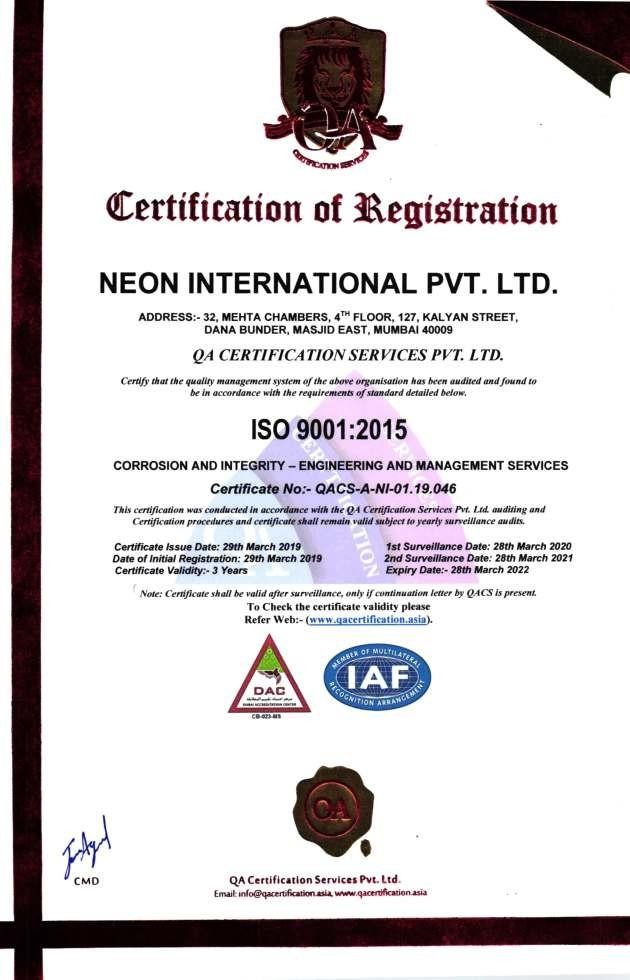 QA
CERTIFICATION SERVICES
Certification of Registration
NEON INTERNATIONAL PVT. LTD.
ADDRESS:- 32, MEHTA CHAMBERS, 4TH FLOOR, 127, KALYAN STREET,
DANA BUNDER, MASJID EAST, MUMBAI 40009
QA CERTIFICATION SERVICES PVT. LTD.
Certify that the quality management system of the above organisation has been audited and found to
be in accordance with the requirements of standard detailed below.
ISO 9001:2015
CORROSION AND INTEGRITY – ENGINEERING AND MANAGEMENT SERVICES
Certificate No:- QACS-A-NI-01.19.046
This certification was conducted in accordance with the QA Certification Services Pvt. Ltd. auditing and
Certification procedures and certificate shall remain valid subject to yearly surveillance audits.
Certificate Issue Date: 29th March 2019 1st Surveillance Date: 28th March 2020
Date of Initial Registration: 29th March 2019 2nd Surveillance Date: 28th March 2021
Certificate Validity:- 3 Years Expiry Date:- 28th March 2022
Note: Certificate shall be valid after surveillance, only if continuation letter by QACS is present.
To Check the certificate validity please
Refer Web:- (www.qacertification.asia).
DAC
DUBAI ACCREDITATION CENTER
CB-023-MS
MEMBER OF MULTILATERAL
IAF
RECOGNITION ARRANGEMENT
QA
CMD
QA Certification Services Pvt. Ltd.
Email: info@qacertification.asia, www.qacertification.asia